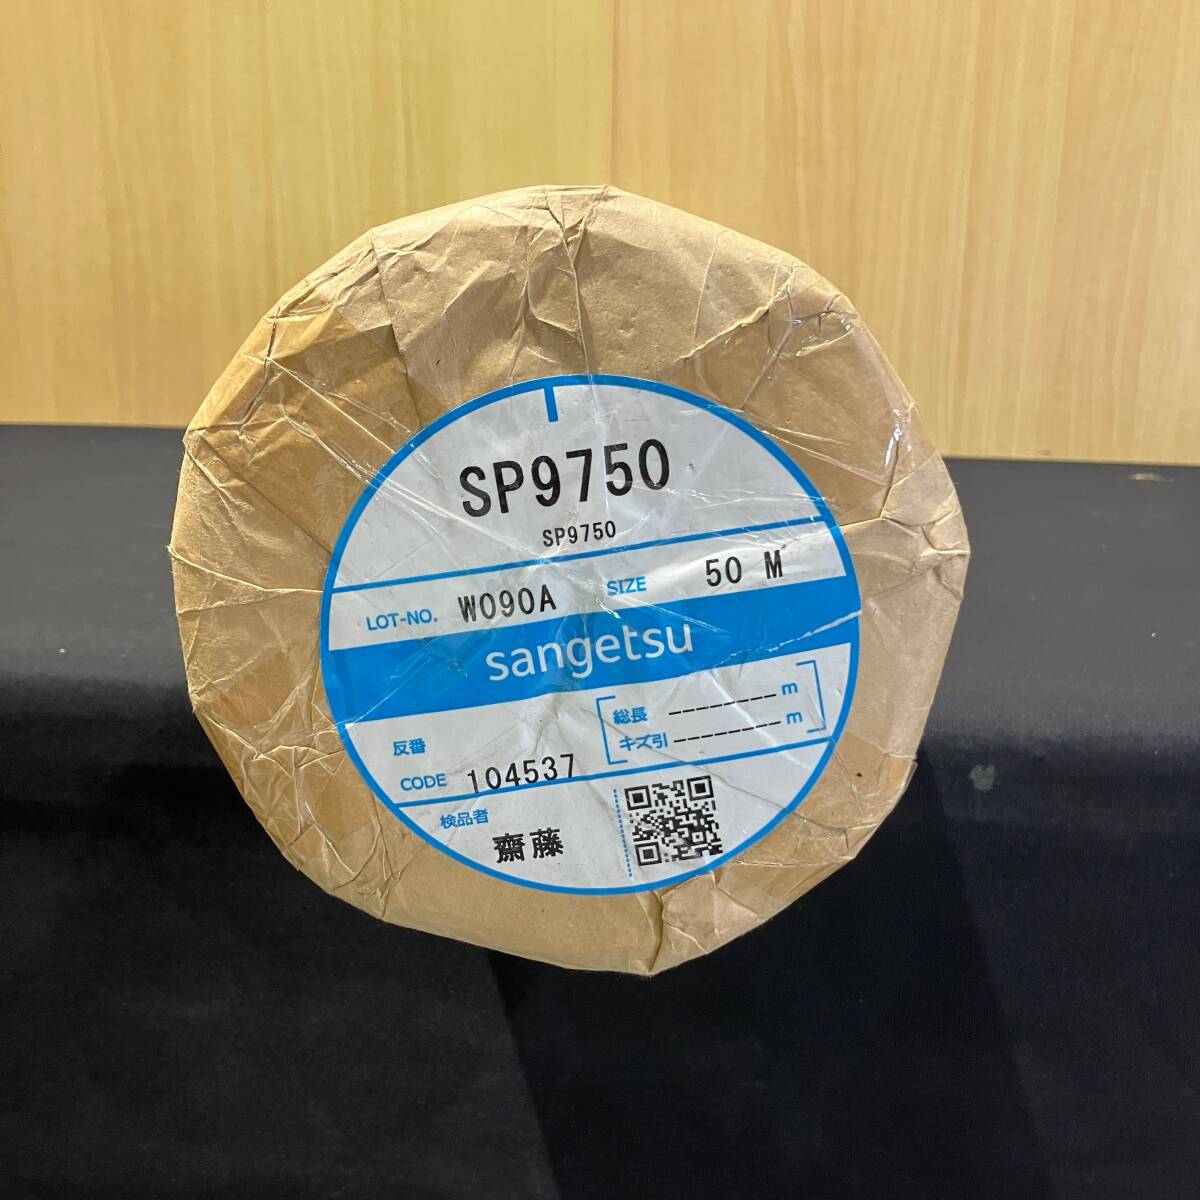 SP9750
SP9750
LOT-NO. W090A SIZE 50 M
sangetsu
総長 -------- m
キズ引 -------- m
反番
CODE 104537
検品者
齋藤